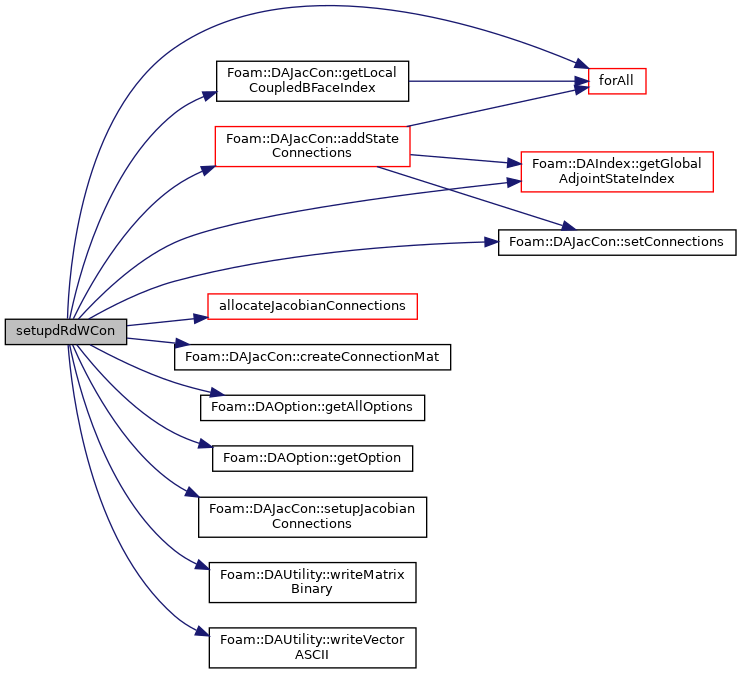 Foam::DAJacCon::getLocal
CoupledBFaceIndex
forAll
Foam::DAJacCon::addState
Connections
Foam::DAIndex::getGlobal
AdjointStateIndex
Foam::DAJacCon::setConnections
allocateJacobianConnections
setupdRdWCon
Foam::DAJacCon::createConnectionMat
Foam::DAOption::getAllOptions
Foam::DAOption::getOption
Foam::DAJacCon::setupJacobian
Connections
Foam::DAUtility::writeMatrix
Binary
Foam::DAUtility::writeVector
ASCII